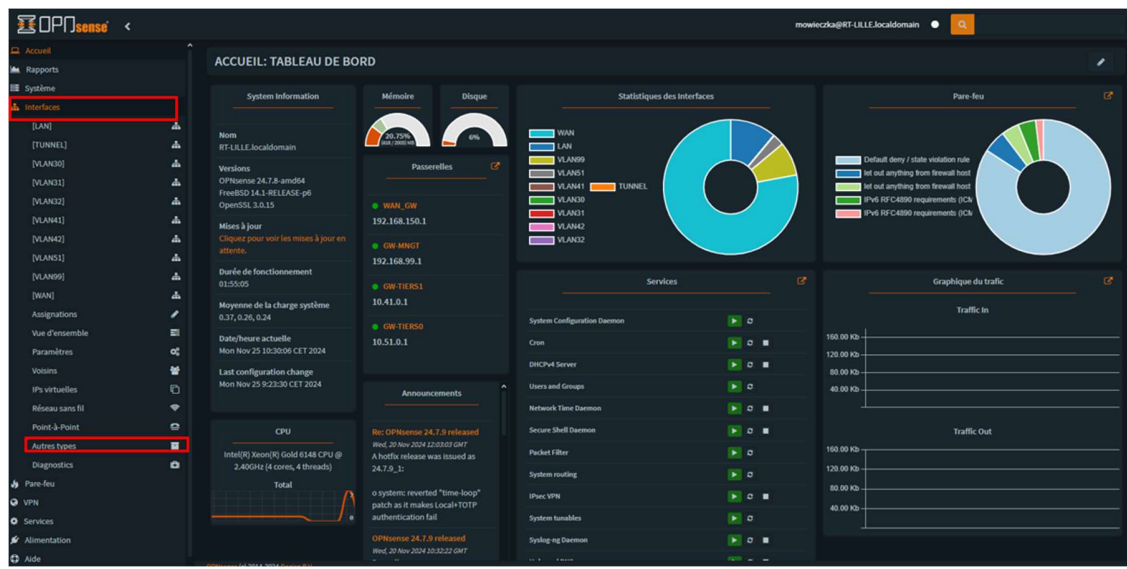 OPNsense
mowieczka@RT-LILLE.localdomain
Accueil
Rapports
Système
Interfaces
[LAN]
[TUNNEL]
[VLAN30]
[VLAN31]
[VLAN32]
[VLAN41]
[VLAN42]
[VLAN51]
[VLAN99]
[WAN]
Assignations
Vue d'ensemble
Paramètres
Voisins
IPs virtuelles
Réseau sans fil
Point-à-Point
Autres types
Diagnostics
Pare-feu
VPN
Services
Alimentation
Aide
ACCUEIL: TABLEAU DE BORD
System Information
Nom
RT-LILLE.localdomain
Versions
OPNsense 24.7.8-amd64
FreeBSD 14.1-RELEASE-p6
OpenSSL 3.0.15
Mises à jour
Cliquez pour voir les mises à jour en
attente.
Durée de fonctionnement
01:55:05
Moyenne de la charge système
0.37, 0.26, 0.24
Date/heure actuelle
Mon Nov 25 10:30:06 CET 2024
Last configuration change
Mon Nov 25 9:23:30 CET 2024
CPU
Intel(R) Xeon(R) Gold 6148 CPU @
2.40GHz (4 cores, 4 threads)
Total
Mémoire
20.75%
Disque
6%
Passerelles
WAN_GW
192.168.150.1
GW-MNGT
192.168.99.1
GW-TIERS1
10.41.0.1
GW-TIERS0
10.51.0.1
Announcements
Re: OPNsense 24.7.9 released
Wed, 20 Nov 2024 12:03:03 GMT
A hotfix release was issued as
24.7.9_1:
o system: reverted "time-loop"
patch as it makes Local+TOTP
authentication fail
OPNsense 24.7.9 released
Wed, 20 Nov 2024 10:32:22 GMT
Statistiques des Interfaces
WAN
LAN
VLAN99
VLAN51
VLAN41 TUNNEL
VLAN30
VLAN31
VLAN42
VLAN32
Services
System Configuration Daemon
Cron
DHCPv4 Server
Users and Groups
Network Time Daemon
Secure Shell Daemon
Packet Filter
System routing
IPsec VPN
System tunables
Syslog-ng Daemon
Pare-feu
Default deny / state violation rule
let out anything from firewall host
let out anything from firewall host
IPv6 RFC4890 requirements (ICM
IPv6 RFC4890 requirements (ICM
Graphique du trafic
Traffic In
160.00 Kb
120.00 Kb
80.00 Kb
40.00 Kb
Traffic Out
160.00 Kb
120.00 Kb
80.00 Kb
40.00 Kb